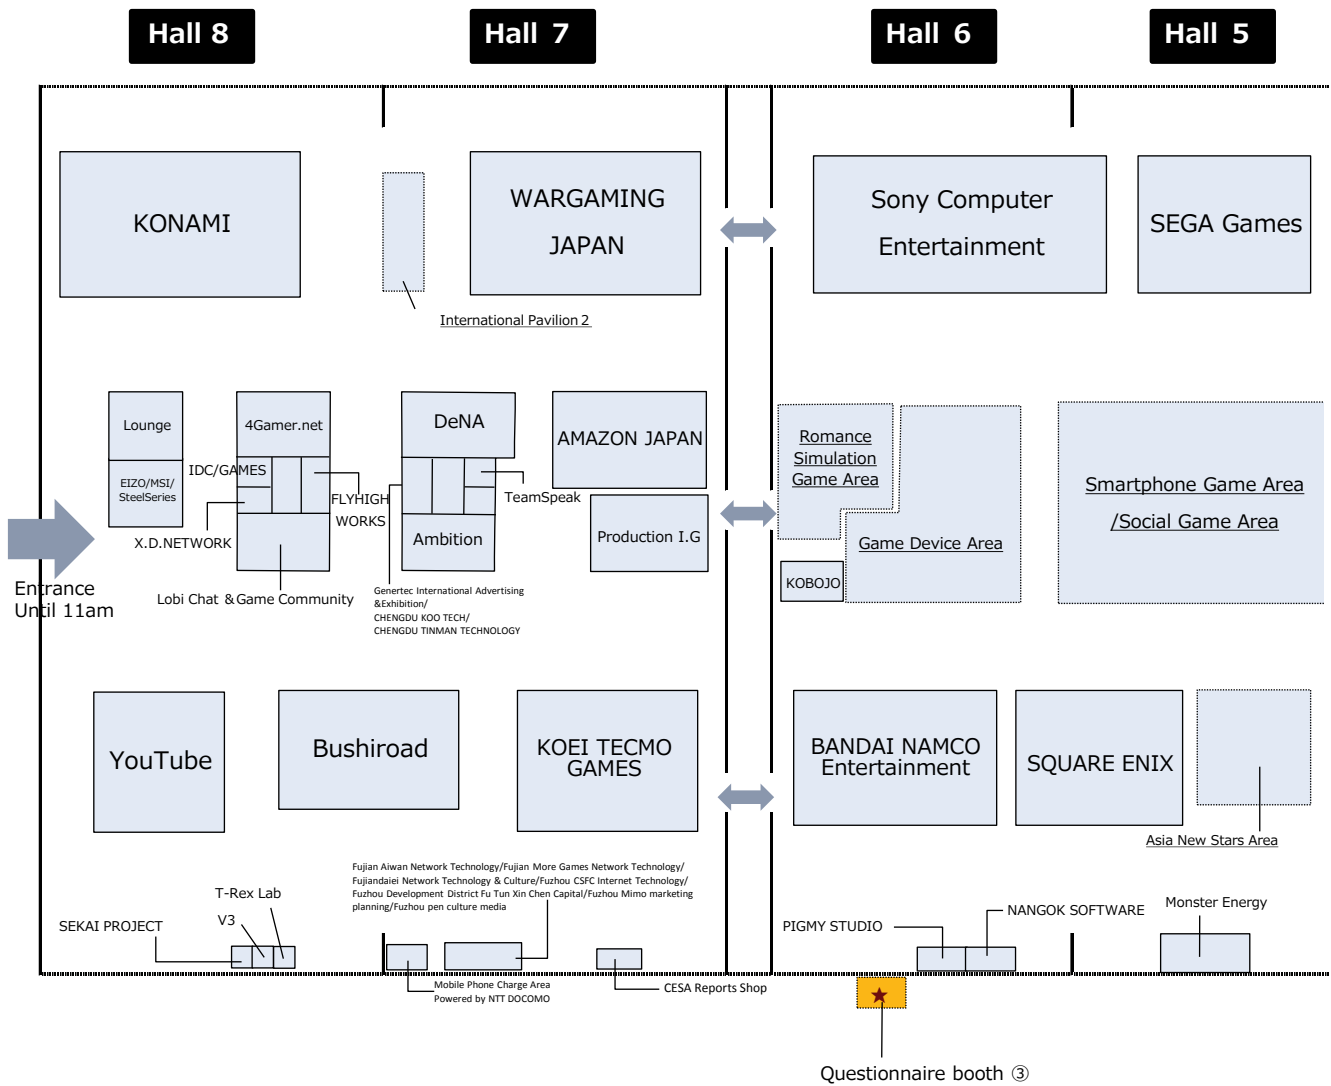 Hall 8
Hall 7
Hall 6
Hall 5
KONAMI
WARGAMING
JAPAN
Sony Computer
Entertainment
SEGA Games
International Pavilion 2
Lounge
4Gamer.net
DeNA
AMAZON JAPAN
Romance
Simulation
Game Area
IDC/GAMES
EIZO/MSI/
SteelSeries
FLYHIGH
WORKS
TeamSpeak
Smartphone Game Area
/Social Game Area
X.D.NETWORK
Ambition
Production I.G
Game Device Area
KOBOJO
Entrance
Until 11am
Lobi Chat & Game Community
Genertec International Advertising
&Exhibition/
CHENGDU KOO TECH/
CHENGDU TINMAN TECHNOLOGY
YouTube
Bushiroad
KOEI TECMO
GAMES
BANDAI NAMCO
Entertainment
SQUARE ENIX
Asia New Stars Area
Fujian Aiwan Network Technology/Fujian More Games Network Technology/
Fujiandaiei Network Technology & Culture/Fuzhou CSFC Internet Technology/
Fuzhou Development District Fu Tun Xin Chen Capital/Fuzhou Mimo marketing
planning/Fuzhou pen culture media
T-Rex Lab
V3
SEKAI PROJECT
PIGMY STUDIO
NANGOK SOFTWARE
Monster Energy
Mobile Phone Charge Area
Powered by NTT DOCOMO
CESA Reports Shop
Questionnaire booth ③